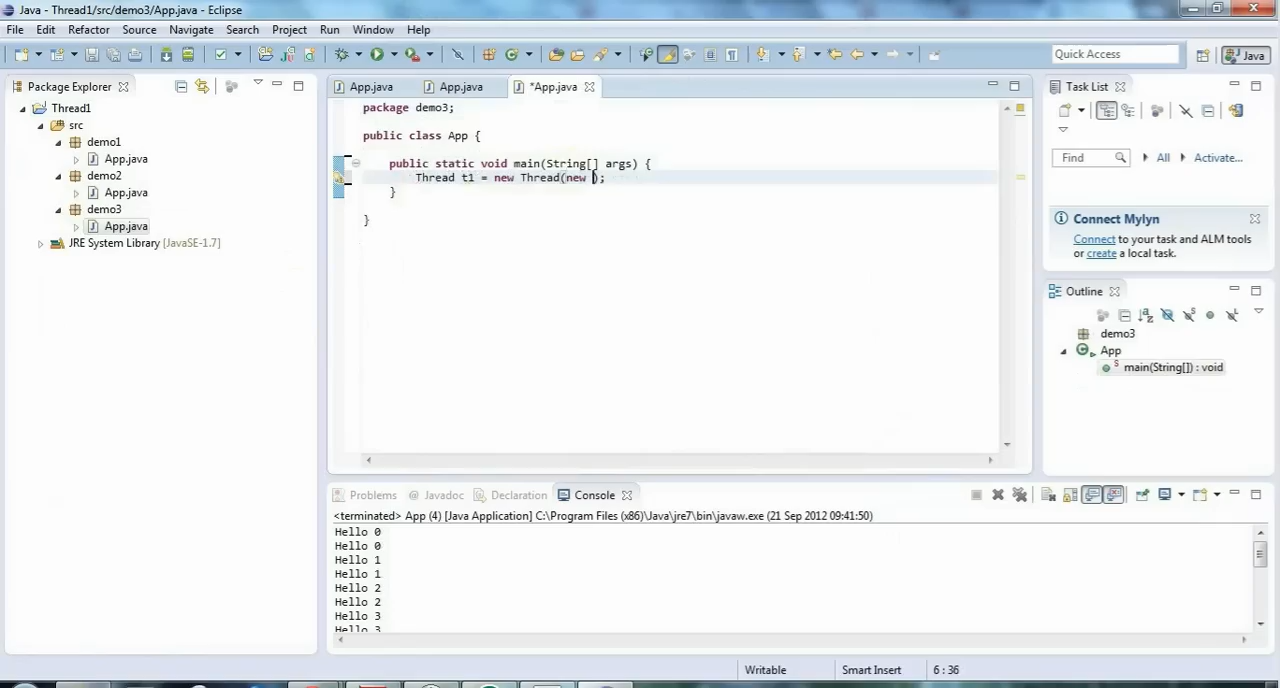 Java - Thread1/src/demo3/App.java - Eclipse
File Edit Refactor Source Navigate Search Project Run Window Help
Quick Access
Java
Package Explorer
Thread1
src
demo1
App.java
demo2
App.java
demo3
App.java
JRE System Library [JavaSE-1.7]
App.java
App.java
*App.java
package demo3;
public class App {
public static void main(String[] args) {
Thread t1 = new Thread(new );
}
}
Task List
Find
All
Activate...
Connect Mylyn
Connect to your task and ALM tools
or create a local task.
Outline
demo3
App
main(String[]) : void
Problems
@ Javadoc
Declaration
Console
<terminated> App (4) [Java Application] C:\Program Files (x86)\Java\jre7\bin\javaw.exe (21 Sep 2012 09:41:50)
Hello 0
Hello 0
Hello 1
Hello 1
Hello 2
Hello 2
Hello 3
Hello 3
Writable
Smart Insert
6 : 36